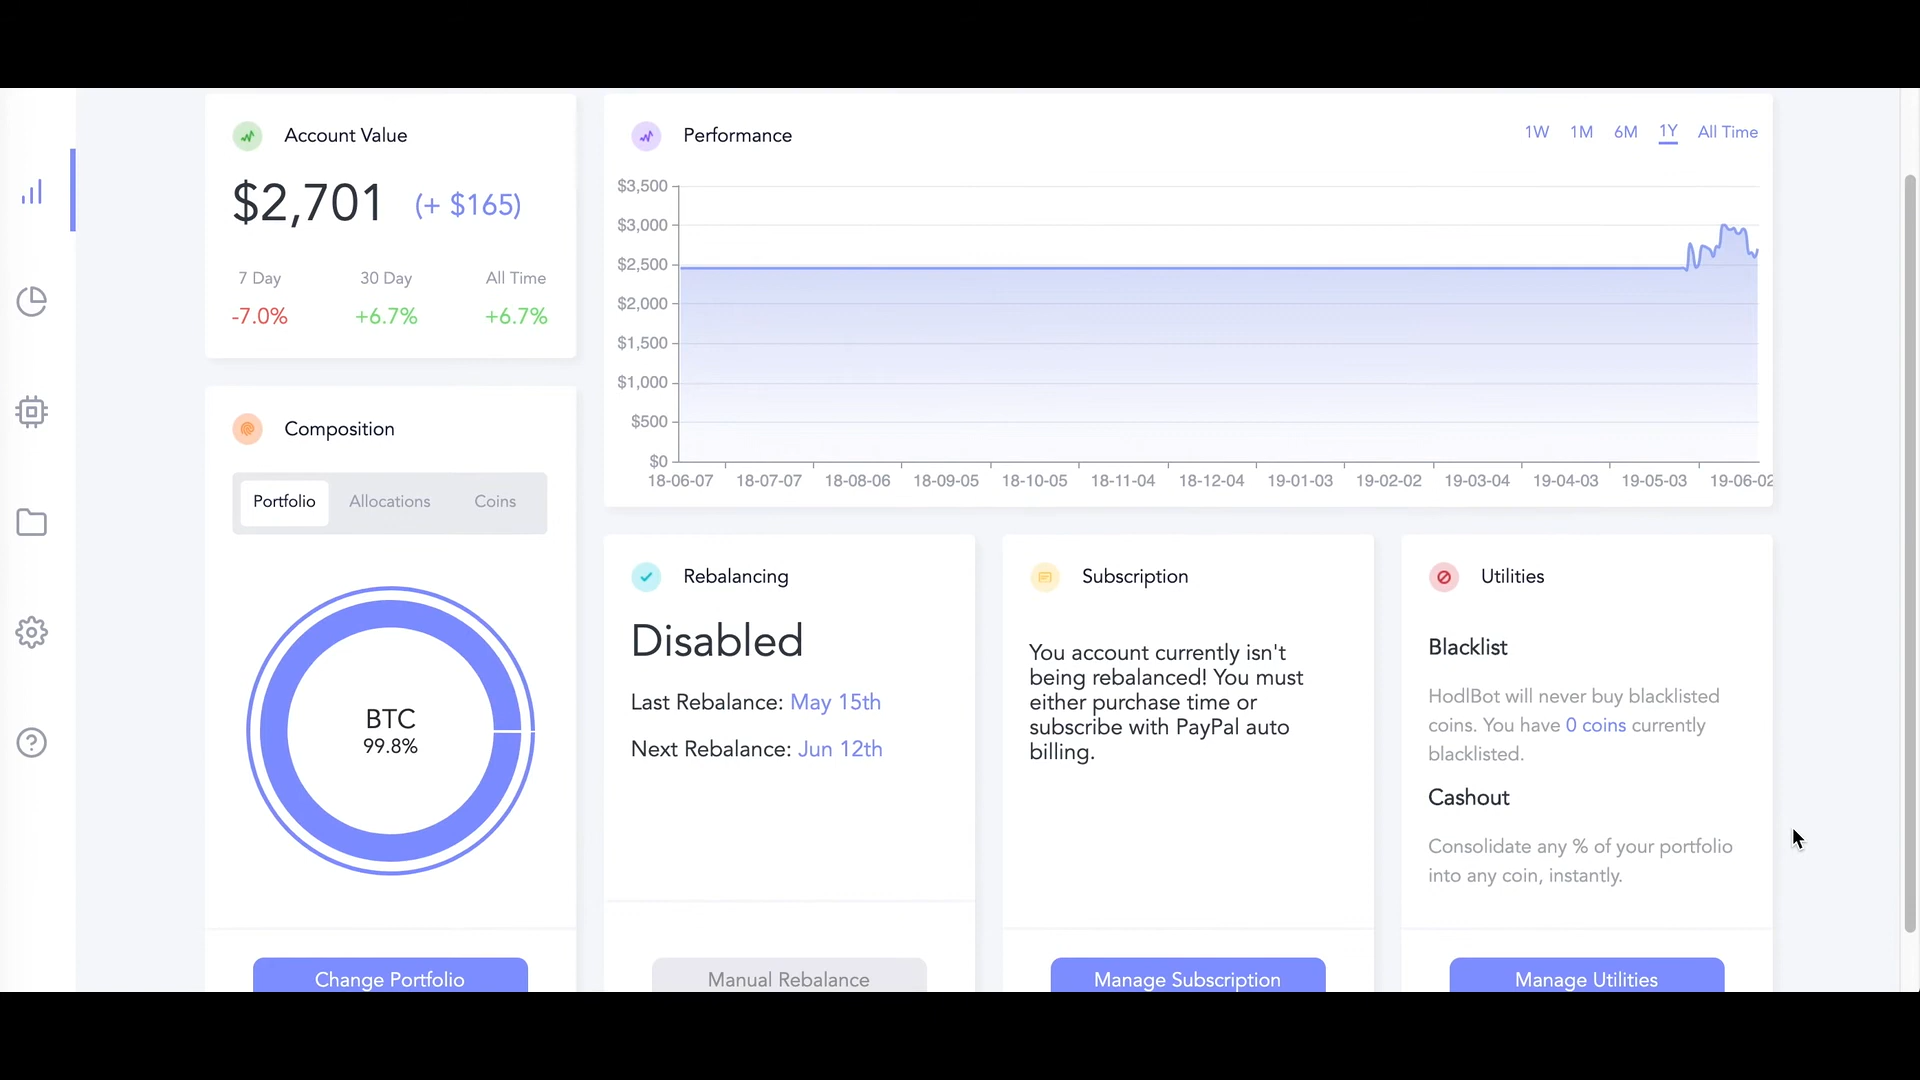 Account Value
$2,701 (+ $165)
7 Day 30 Day All Time
-7.0% +6.7% +6.7%
Performance
1W 1M 6M 1Y All Time
$3,500
$3,000
$2,500
$2,000
$1,500
$1,000
$500
$0
18-06-07 18-07-07 18-08-06 18-09-05 18-10-05 18-11-04 18-12-04 19-01-03 19-02-02 19-03-04 19-04-03 19-05-03 19-06-02
Composition
Portfolio Allocations Coins
BTC
99.8%
Change Portfolio
Rebalancing
Disabled
Last Rebalance: May 15th
Next Rebalance: Jun 12th
Manual Rebalance
Subscription
You account currently isn't
being rebalanced! You must
either purchase time or
subscribe with PayPal auto
billing.
Manage Subscription
Utilities
Blacklist
HodlBot will never buy blacklisted
coins. You have 0 coins currently
blacklisted.
Cashout
Consolidate any % of your portfolio
into any coin, instantly.
Manage Utilities